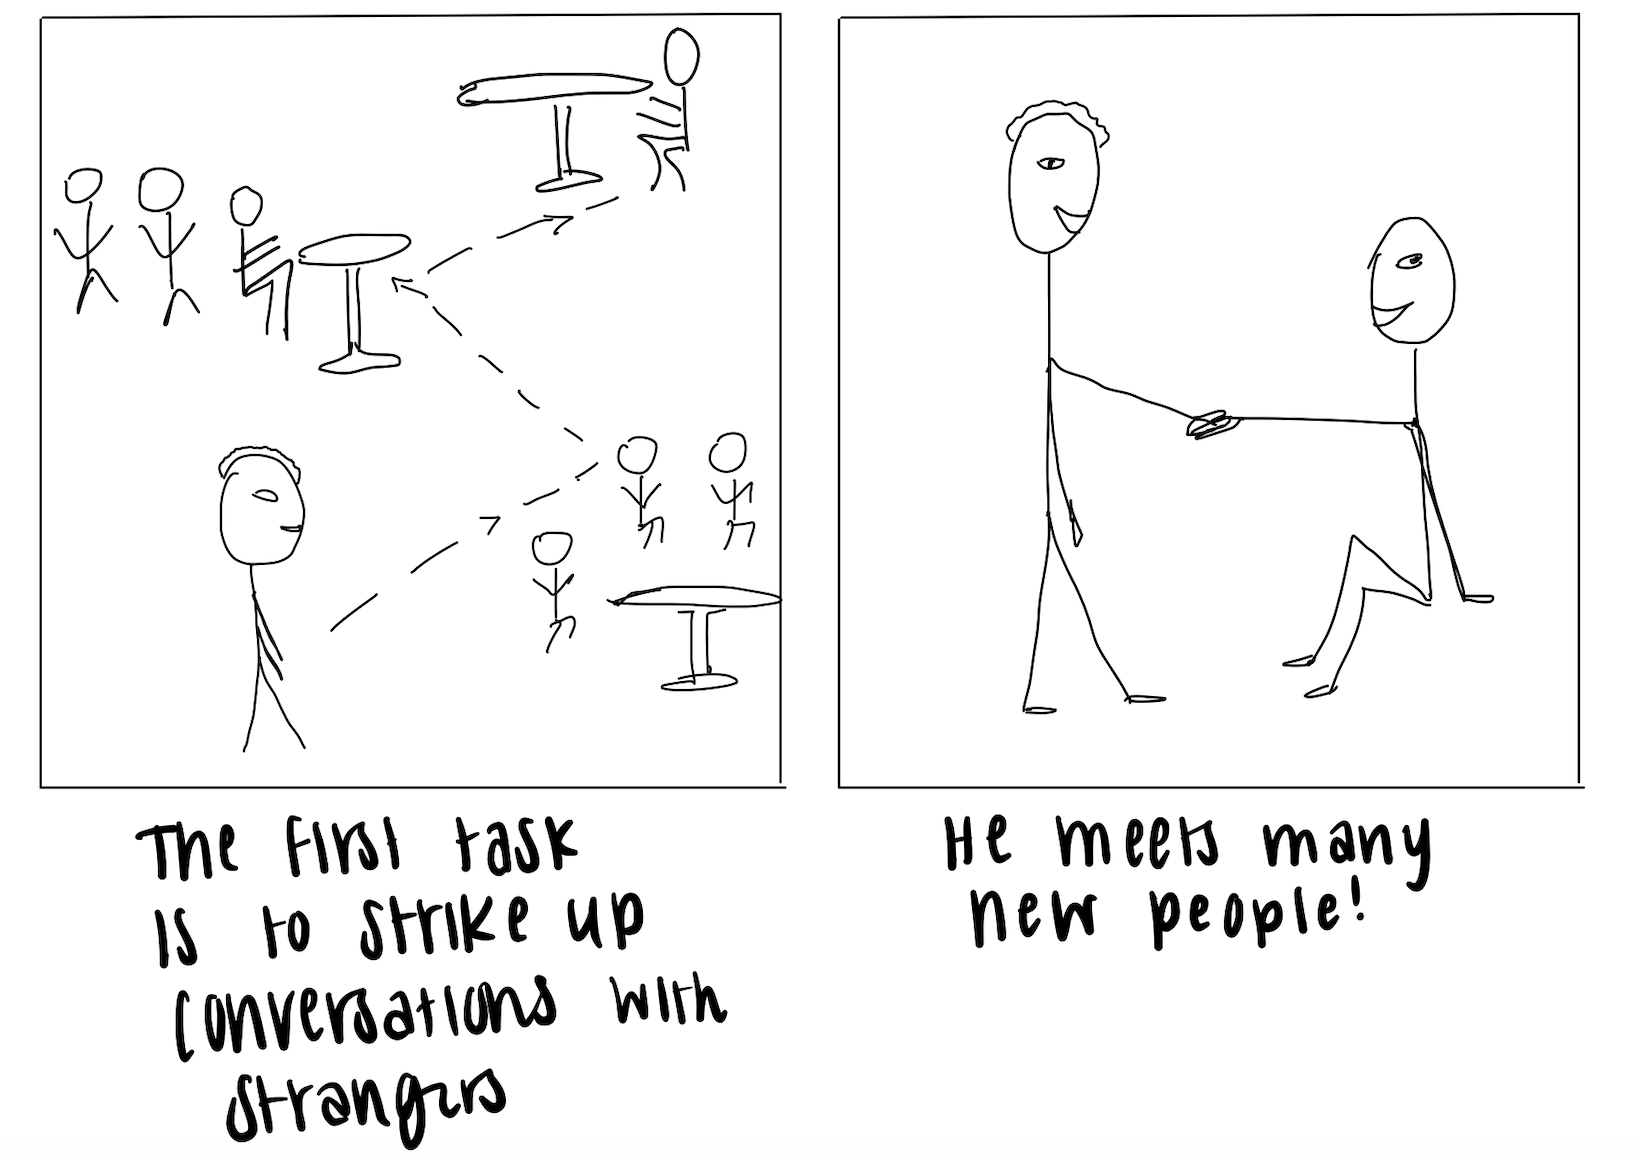 The first task
is to strike up
conversations with
strangers
He meets many
new people!